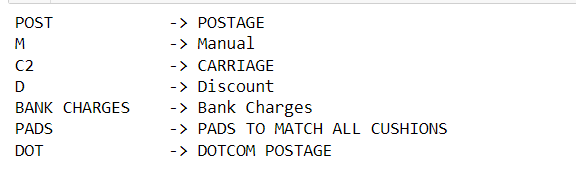 POST -> POSTAGE
M -> Manual
C2 -> CARRIAGE
D -> Discount
BANK CHARGES -> Bank Charges
PADS -> PADS TO MATCH ALL CUSHIONS
DOT -> DOTCOM POSTAGE